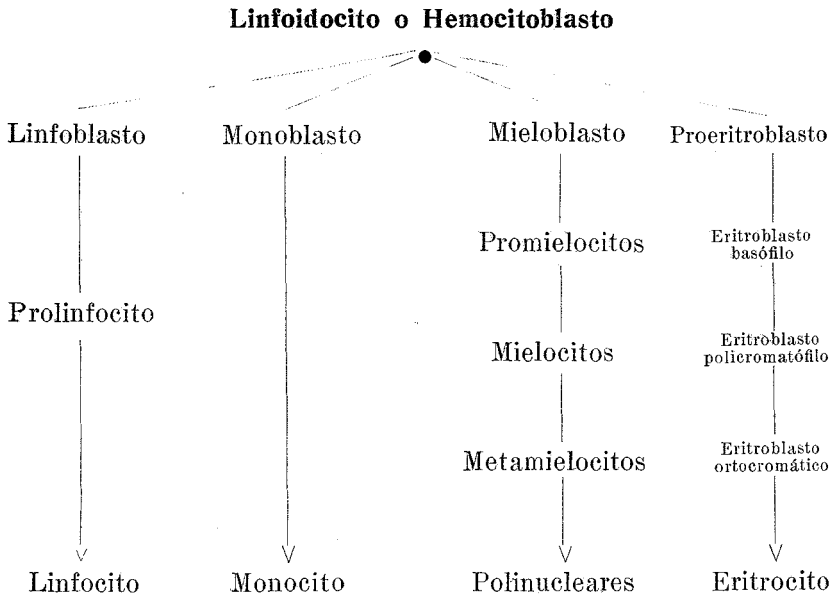 Linfoidocito o Hemocitoblasto
Linfoblasto
Monoblasto
Mieloblasto
Proeritroblasto
Promielocitos
Eritroblasto
basófilo
Prolinfocito
Mielocitos
Eritroblasto
policromatófilo
Metamielocitos
Eritroblasto
ortocromático
Linfocito
Monocito
Polinucleares
Eritrocito